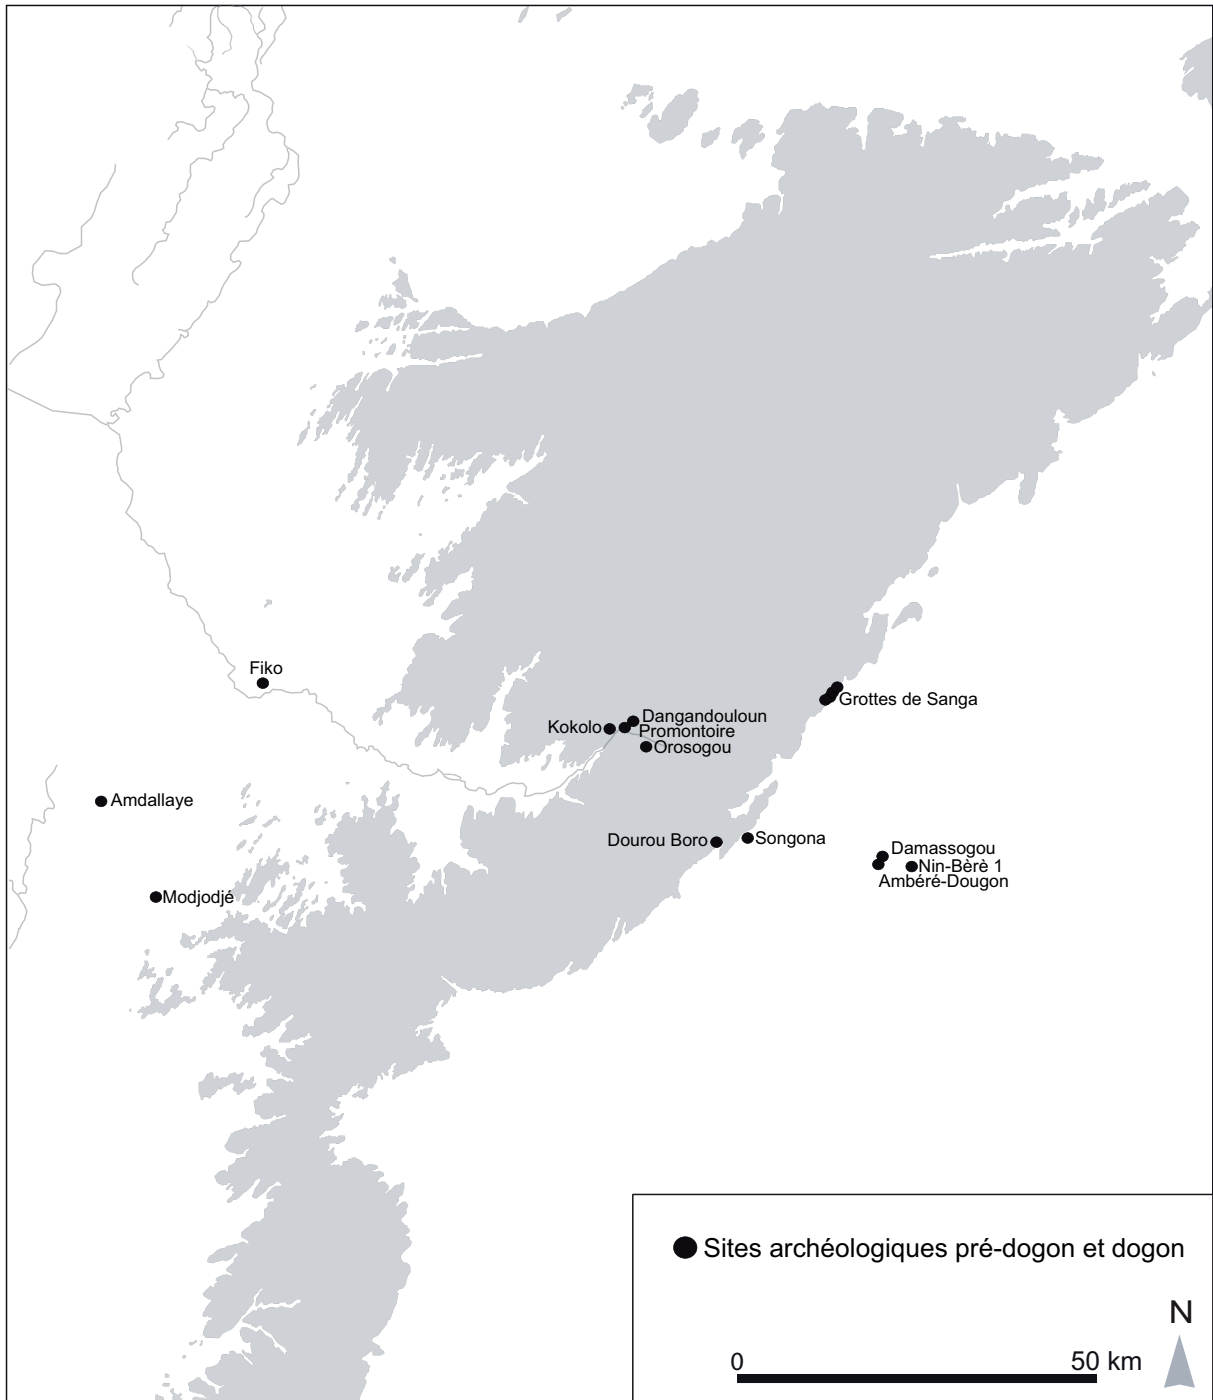 Fiko
Dangandouloun
Kokolo
Promontoire
Orosogou
Grottes de Sanga
Amdallaye
Dourou Boro
Songona
Damassogou
Nin-Bèrè 1
Ambéré-Dougon
Modjodjé
Sites archéologiques pré-dogon et dogon
N
0
50 km